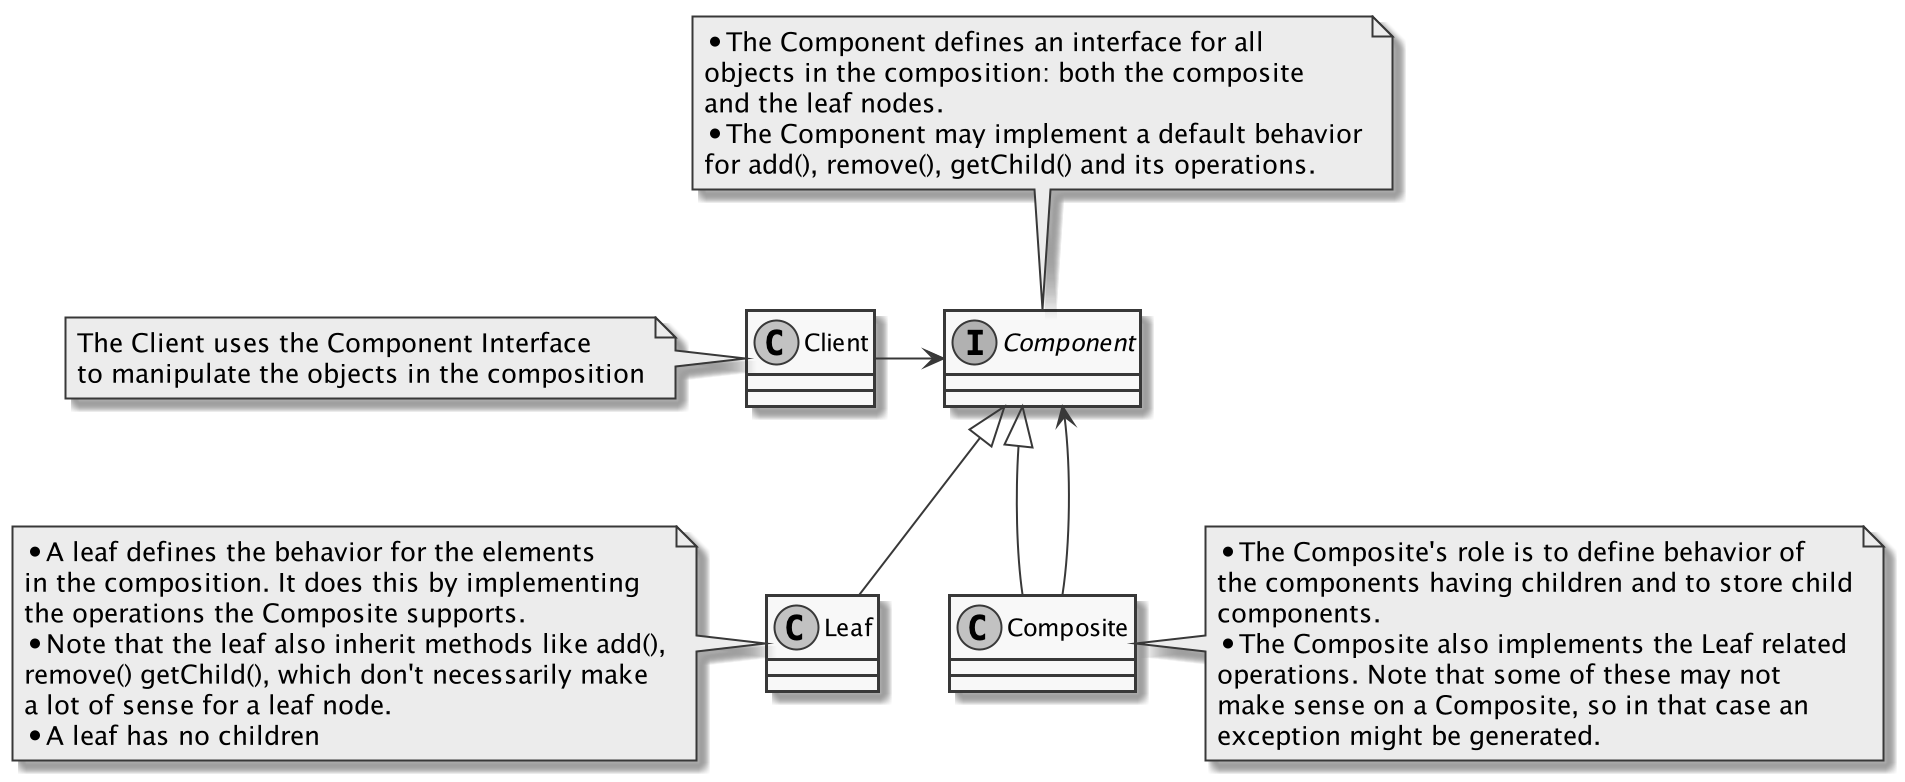 •The Component defines an interface for all
objects in the composition: both the composite
and the leaf nodes.
•The Component may implement a default behavior
for add(), remove(), getChild() and its operations.
The Client uses the Component Interface
to manipulate the objects in the composition
C Client
I Component
•A leaf defines the behavior for the elements
in the composition. It does this by implementing
the operations the Composite supports.
•Note that the leaf also inherit methods like add(),
remove() getChild(), which don't necessarily make
a lot of sense for a leaf node.
•A leaf has no children
C Leaf
C Composite
•The Composite's role is to define behavior of
the components having children and to store child
components.
•The Composite also implements the Leaf related
operations. Note that some of these may not
make sense on a Composite, so in that case an
exception might be generated.